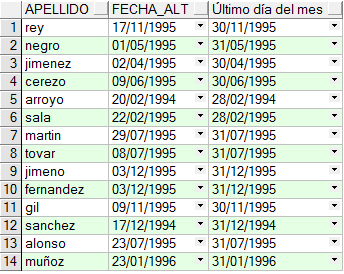 APELLIDO FECHA_ALT Último día del mes
1 rey 17/11/1995 30/11/1995
2 negro 01/05/1995 31/05/1995
3 jimenez 02/04/1995 30/04/1995
4 cerezo 09/06/1995 30/06/1995
5 arroyo 20/02/1994 28/02/1994
6 sala 22/02/1995 28/02/1995
7 martin 29/07/1995 31/07/1995
8 tovar 08/07/1995 31/07/1995
9 jimeno 03/12/1995 31/12/1995
10 fernandez 03/12/1995 31/12/1995
11 gil 09/11/1995 30/11/1995
12 sanchez 17/12/1994 31/12/1994
13 alonso 23/07/1995 31/07/1995
14 muñoz 23/01/1996 31/01/1996